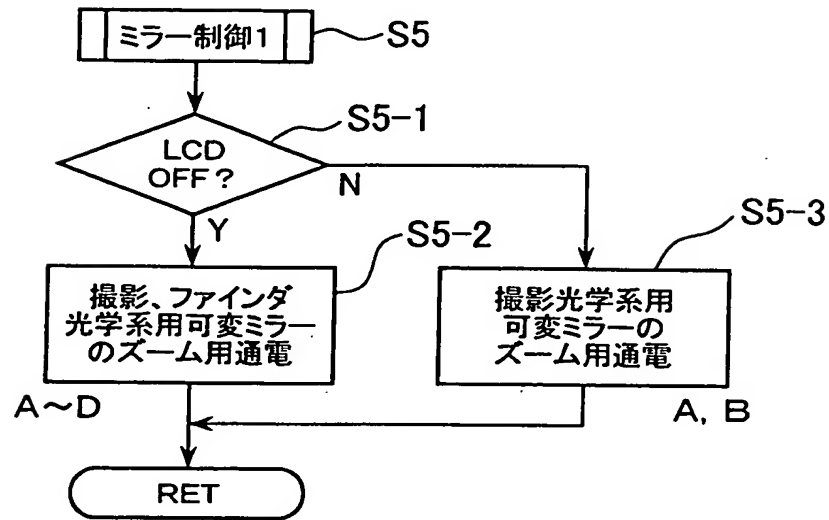 ミラー制御1
S5
S5-1
LCD
OFF?
N
Y
S5-2
S5-3
撮影、ファインダ
光学系用可変ミラー
のズーム用通電
撮影光学系用
可変ミラーの
ズーム用通電
A〜D
A, B
RET